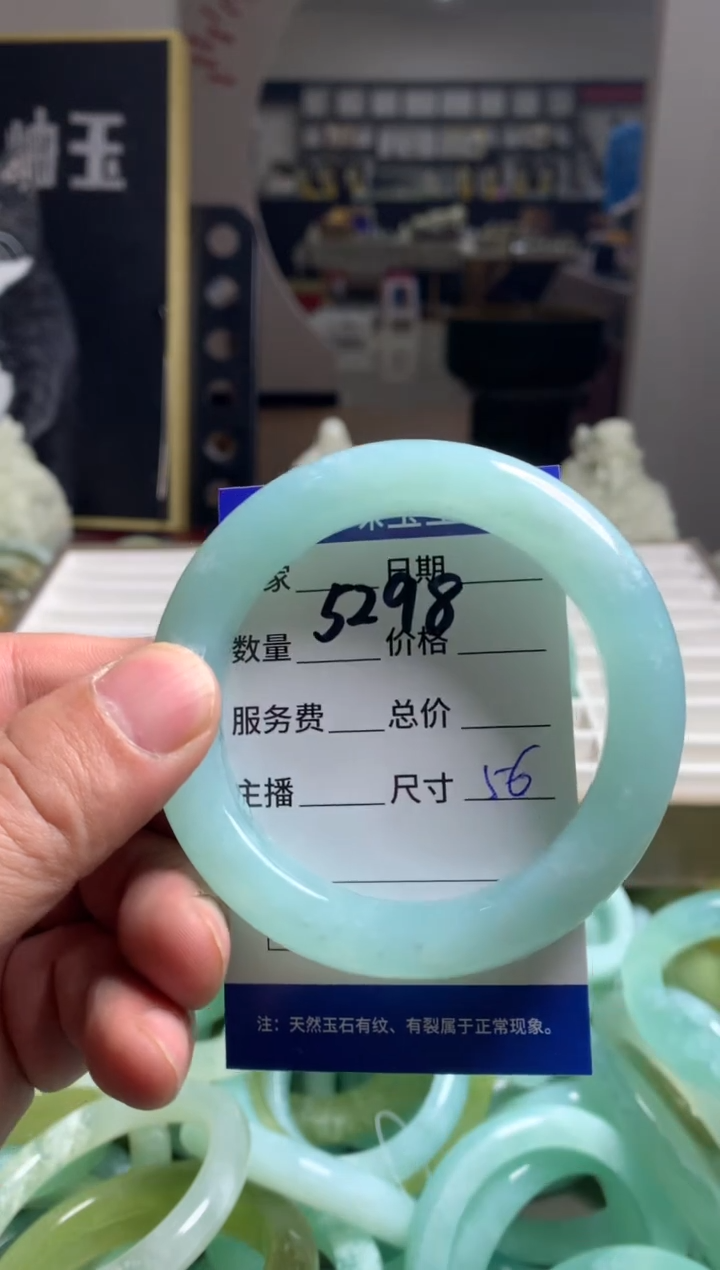 玉
家 日期
5298
数量 价格
服务费 总价
主播 尺寸 56
注：天然玉石有纹、有裂属于正常现象。